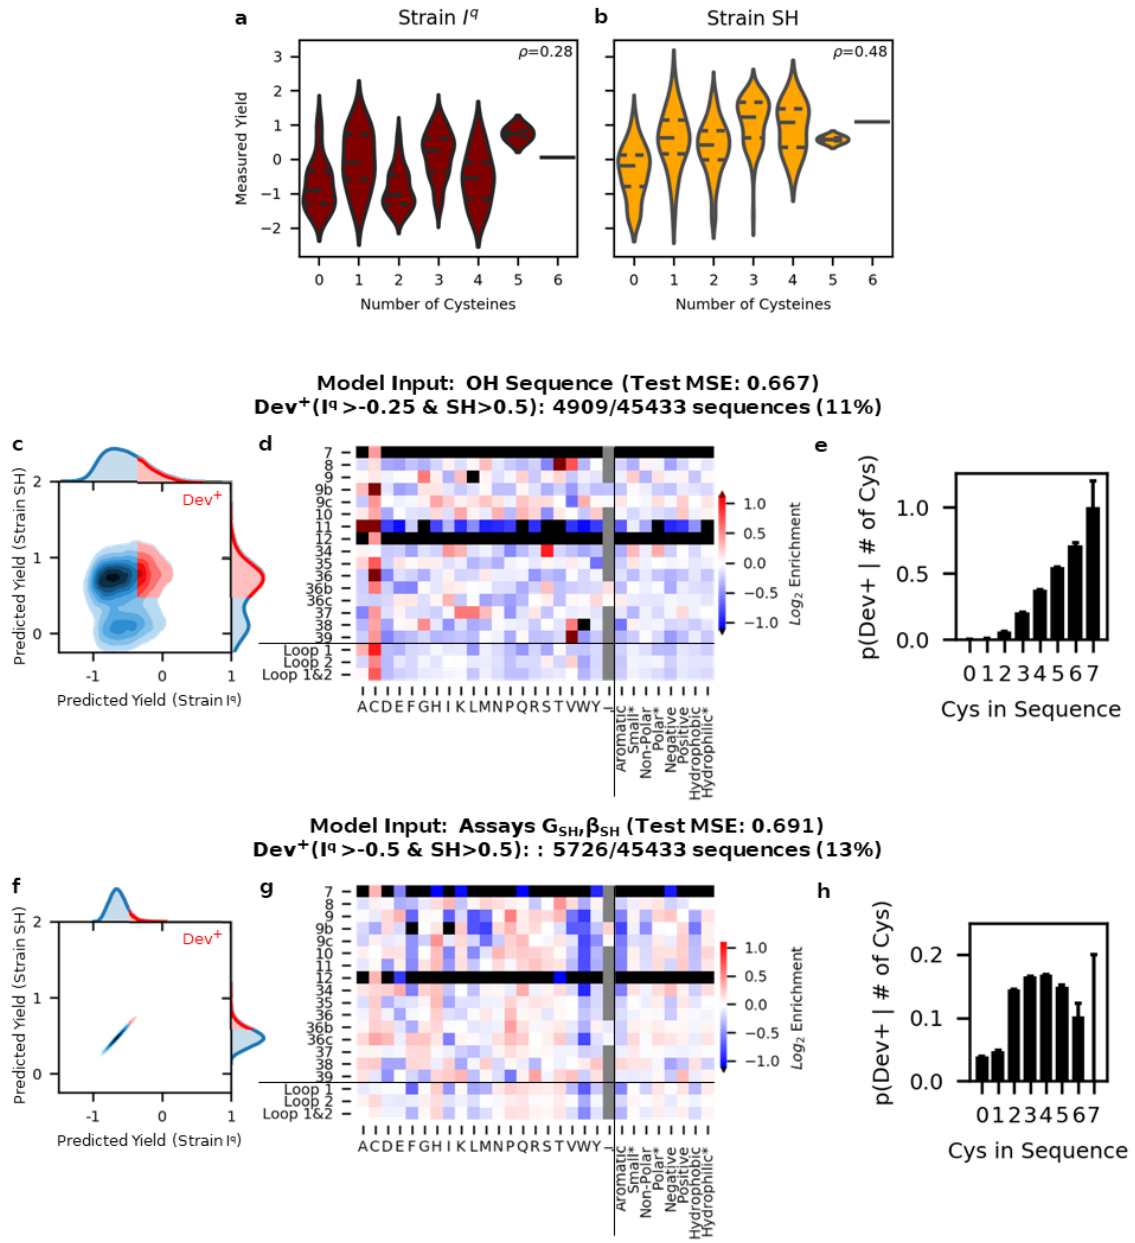 a Strain Iq
b Strain SH
ρ=0.28
ρ=0.48
Measured Yield
3
2
1
0
−1
−2
0 1 2 3 4 5 6
0 1 2 3 4 5 6
Number of Cysteines
Number of Cysteines
Model Input: OH Sequence (Test MSE: 0.667)
Dev+(Iq >-0.25 & SH>0.5): 4909/45433 sequences (11%)
c
Dev+
Predicted Yield (Strain SH)
2
1
0
-1 0 1
Predicted Yield (Strain Iq)
d
7
8
9
9b
9c
10
11
12
34
35
36
36b
36c
37
38
39
Loop 1
Loop 2
Loop 1&2
A C D E F G H I K L M N P Q R S T V W Y -
Aromatic
Small*
Non-Polar
Polar*
Negative
Positive
Hydrophobic
Hydrophilic*
1.0
0.5
0.0
−0.5
−1.0
Log2 Enrichment
e
p(Dev+ | # of Cys)
1.0
0.5
0.0
0 1 2 3 4 5 6 7
Cys in Sequence
Model Input: Assays GSH,βSH (Test MSE: 0.691)
Dev+(Iq >-0.5 & SH>0.5): : 5726/45433 sequences (13%)
f
Dev+
Predicted Yield (Strain SH)
2
1
0
-1 0 1
Predicted Yield (Strain Iq)
g
7
8
9
9b
9c
10
11
12
34
35
36
36b
36c
37
38
39
Loop 1
Loop 2
Loop 1&2
A C D E F G H I K L M N P Q R S T V W Y -
Aromatic
Small*
Non-Polar
Polar*
Negative
Positive
Hydrophobic
Hydrophilic*
1.0
0.5
0.0
−0.5
−1.0
Log2 Enrichment
h
p(Dev+ | # of Cys)
0.2
0.1
0.0
0 1 2 3 4 5 6 7
Cys in Sequence